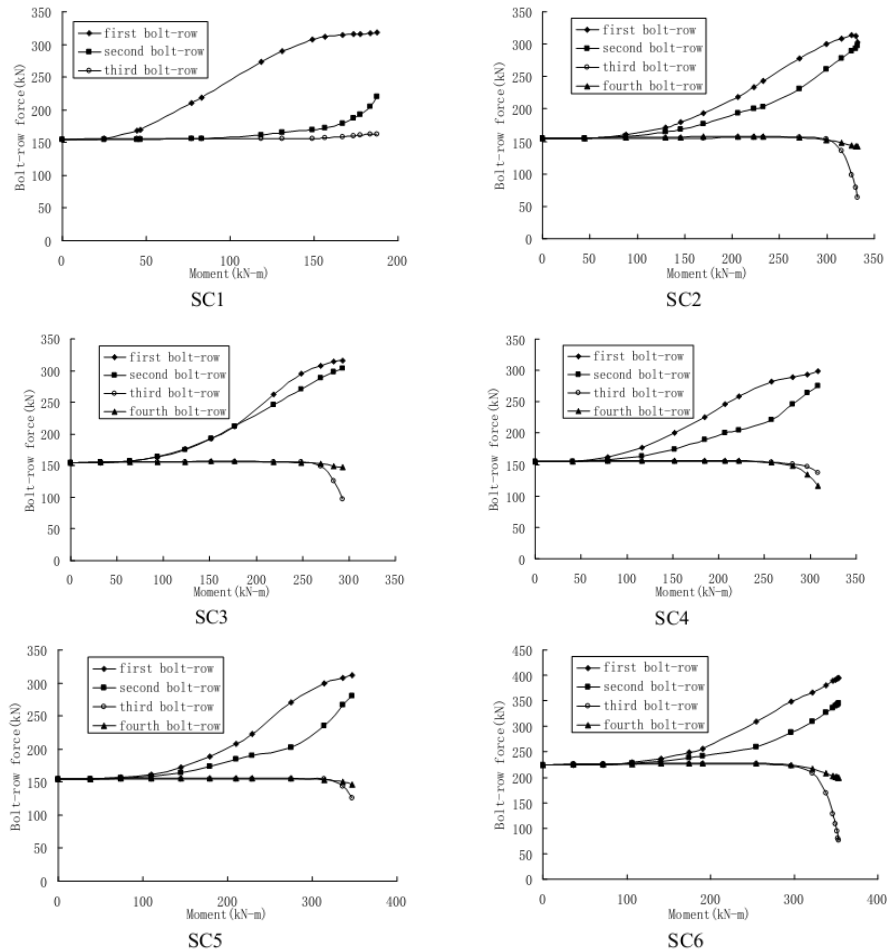 350
300
250
200
150
100
50
0
Bolt-row force(kN)
first bolt-row
second bolt-row
third bolt-row
0 50 100 150 200
Moment(kN-m)
SC1
350
300
250
200
150
100
50
0
Bolt-row force(kN)
first bolt-row
second bolt-row
third bolt-row
fourth bolt-row
0 50 100 150 200 250 300 350
Moment(kN-m)
SC2
350
300
250
200
150
100
50
0
Bolt-row force(kN)
first bolt-row
second bolt-row
third bolt-row
fourth bolt-row
0 50 100 150 200 250 300 350
Moment(kN-m)
SC3
350
300
250
200
150
100
50
0
Bolt-row force(kN)
first bolt-row
second bolt-row
third bolt-row
fourth bolt-row
0 50 100 150 200 250 300 350
Moment(kN-m)
SC4
350
300
250
200
150
100
50
0
Bolt-row force(kN)
first bolt-row
second bolt-row
third bolt-row
fourth bolt-row
0 100 200 300 400
Moment(kN-m)
SC5
400
350
300
250
200
150
100
50
0
Bolt-row force(kN)
first bolt-row
second bolt-row
third bolt-row
fourth bolt-row
0 100 200 300 400
Moment(kN-m)
SC6